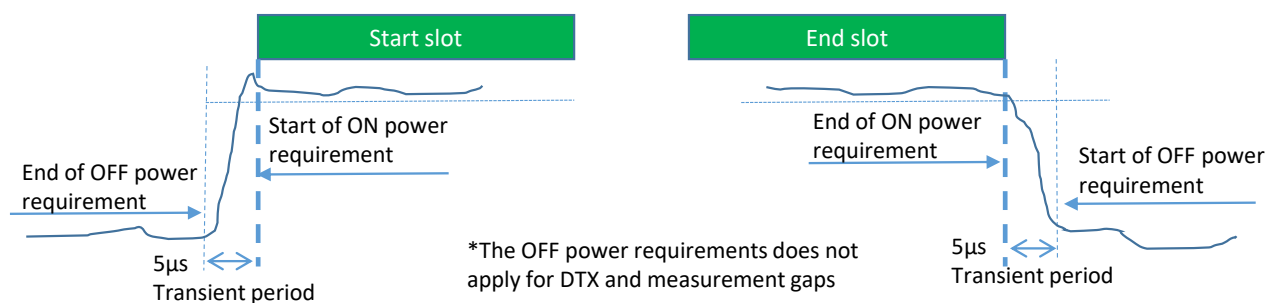 Start slot
End slot
Start of ON power
requirement
End of OFF power
requirement
End of ON power
requirement
Start of OFF power
requirement
5µs
Transient period
*The OFF power requirements does not
apply for DTX and measurement gaps
5µs
Transient period